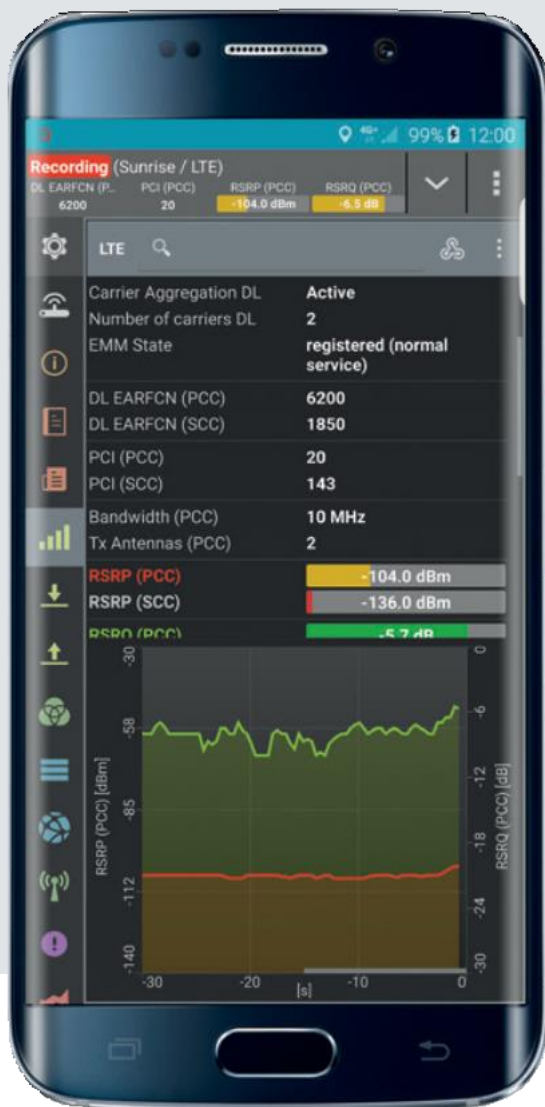 4G+ 99% 12:00
Recording (Sunrise / LTE)
DL EARFCN (P... PCI (PCC) RSRP (PCC) RSRQ (PCC)
6200 20 -104.0 dBm -6.5 dB
LTE
Carrier Aggregation DL Active
Number of carriers DL 2
EMM State registered (normal
service)
DL EARFCN (PCC) 6200
DL EARFCN (SCC) 1850
PCI (PCC) 20
PCI (SCC) 143
Bandwidth (PCC) 10 MHz
Tx Antennas (PCC) 2
RSRP (PCC) -104.0 dBm
RSRP (SCC) -136.0 dBm
RSRQ (PCC) -5.7 dB
-30 0
-58 -6
-85 -12
-112 -18
-140 -24
-30
RSRP (PCC) [dBm]
RSRQ (PCC) [dB]
-30 -20 -10 0
[s]